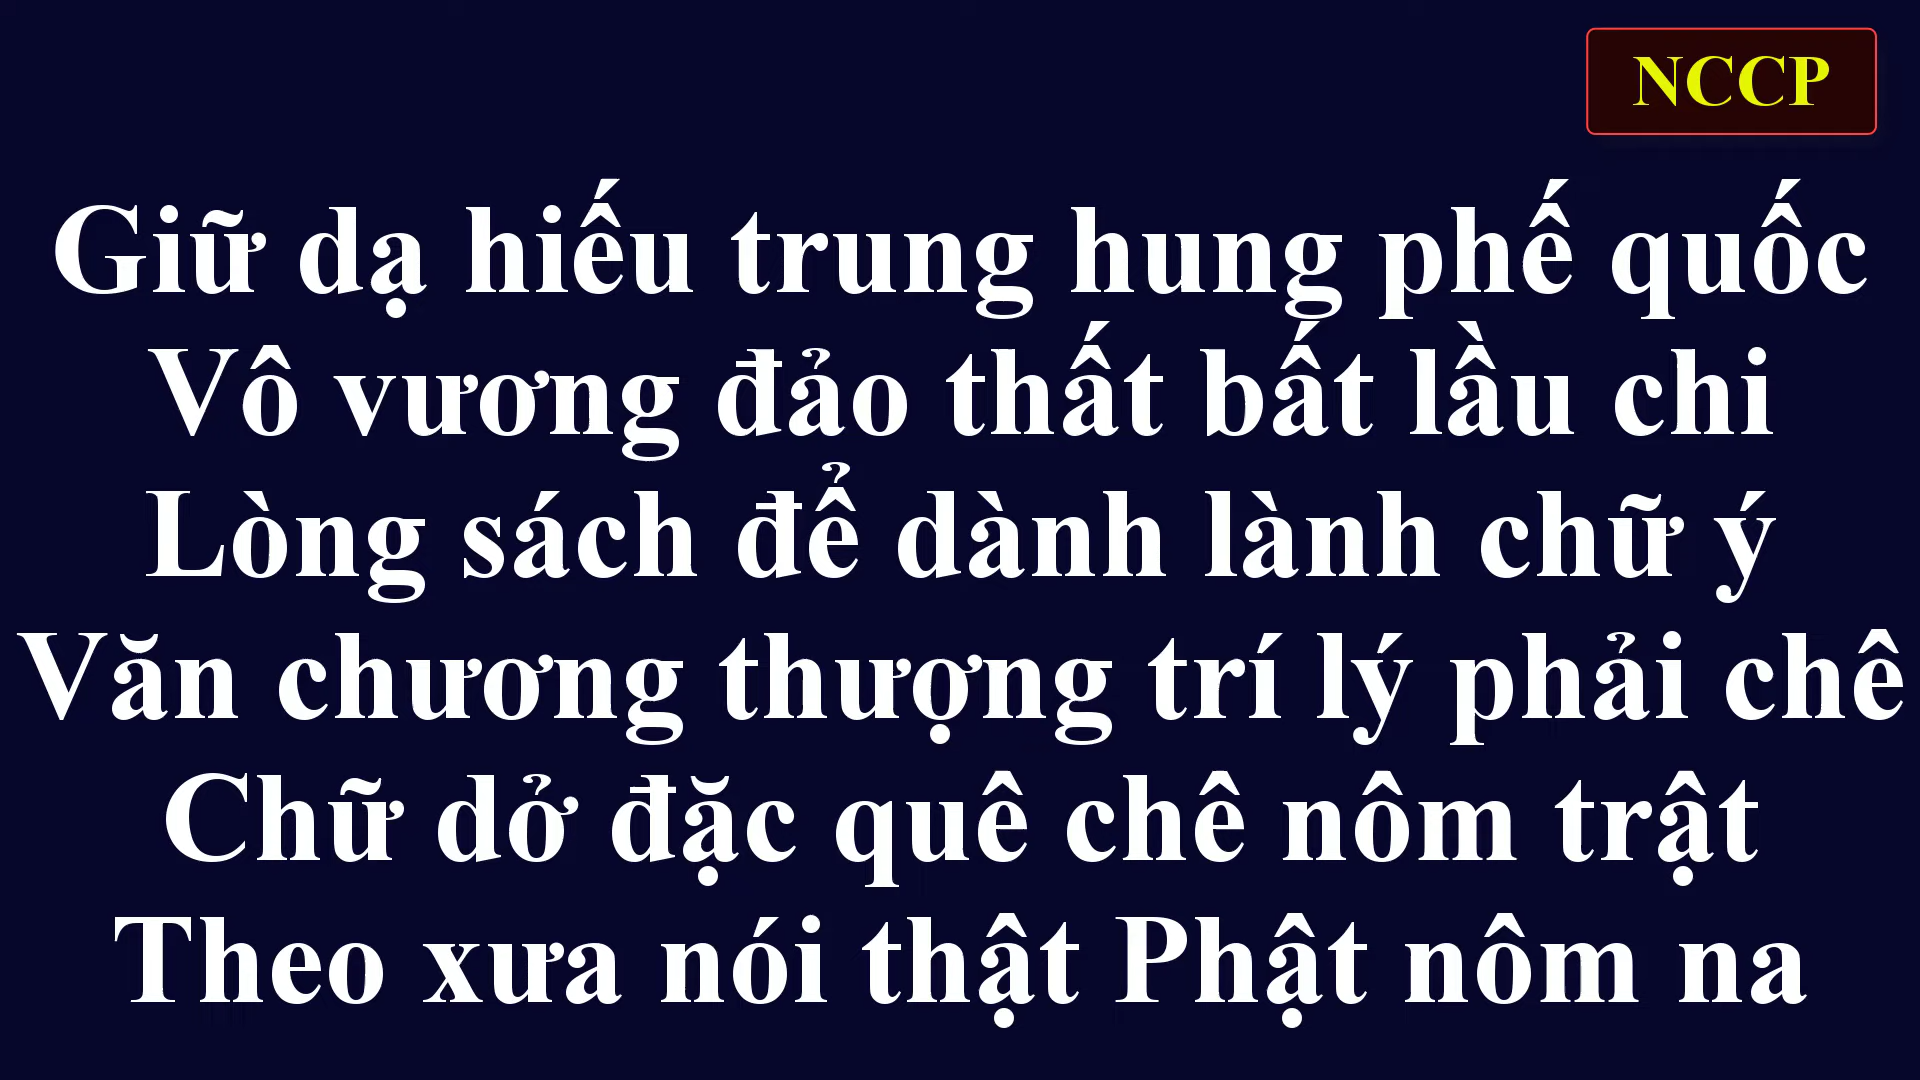 NCCP
Giữ dạ hiếu trung hung phế quốc
Vô vương đảo thất bất lầu chi
Lòng sách để dành lành chữ ý
Văn chương thượng trí lý phải chê
Chữ dở đặc quê chê nôm trật
Theo xưa nói thật Phật nôm na